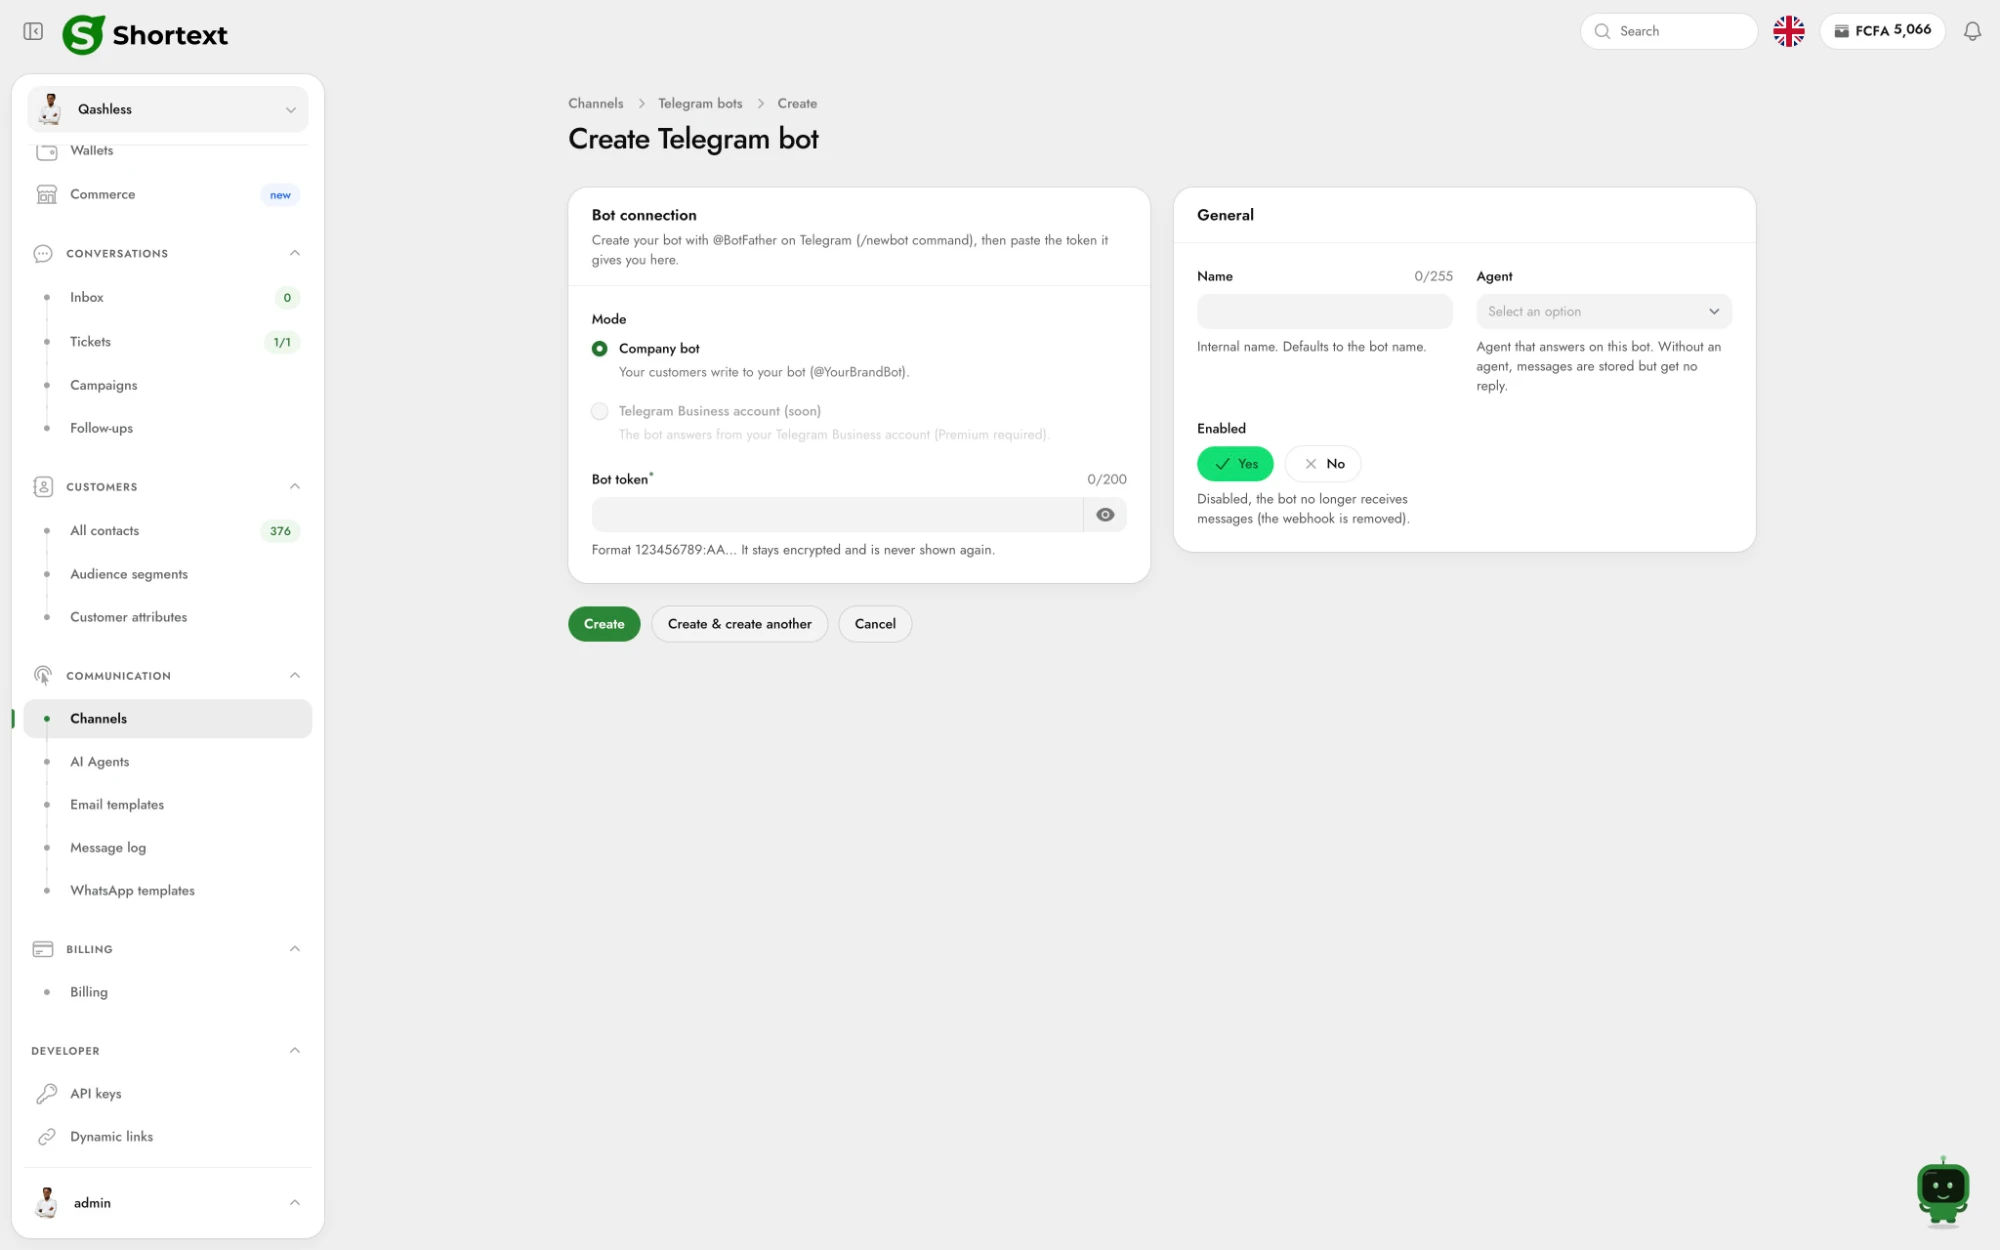 Shortext
Search
FCFA 5,066
Qashless
Wallets
Commerce
new
CONVERSATIONS
Inbox
0
Tickets
1/1
Campaigns
Follow-ups
CUSTOMERS
All contacts
376
Audience segments
Customer attributes
COMMUNICATION
Channels
AI Agents
Email templates
Message log
WhatsApp templates
BILLING
Billing
DEVELOPER
API keys
Dynamic links
admin
Channels > Telegram bots > Create
Create Telegram bot
Bot connection
Create your bot with @BotFather on Telegram (/newbot command), then paste the token it
gives you here.
Mode
Company bot
Your customers write to your bot (@YourBrandBot).
Telegram Business account (soon)
The bot answers from your Telegram Business account (Premium required).
Bot token*
0/200
Format 123456789:AA... It stays encrypted and is never shown again.
Create
Create & create another
Cancel
General
Name
0/255
Internal name. Defaults to the bot name.
Agent
Select an option
Agent that answers on this bot. Without an
agent, messages are stored but get no
reply.
Enabled
Yes
No
Disabled, the bot no longer receives
messages (the webhook is removed).